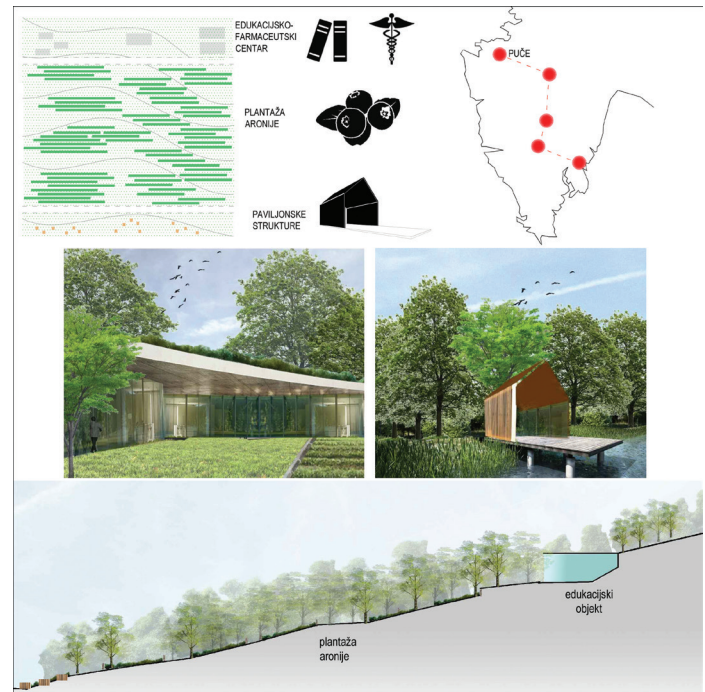 EDUKACIJSKO-
FARMACEUTSKI
CENTAR
PUČE
PLANTAŽA
ARONIJE
PAVILJONSKE
STRUKTURE
edukacijski
objekt
plantaža
aronije